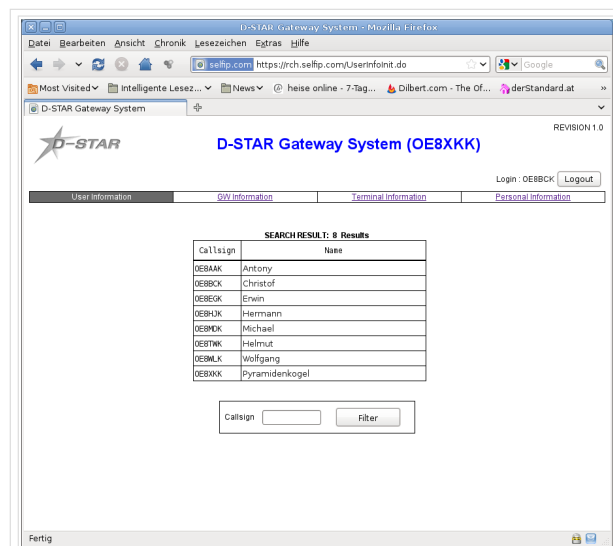 D-STAR Gateway System - Mozilla Firefox
Datei Bearbeiten Ansicht Chronik Lesezeichen Extras Hilfe
selfip.com https://rch.selfip.com/UserInfoInit.do Google
Most Visited Intelligente Lesez... News heise online - 7-Tag... Dilbert.com - The Of... derStandard.at »
D-STAR Gateway System
REVISION 1.0
D-STAR
D-STAR Gateway System (OE8XKK)
Login : OE8BCK Logout
User Information GW Information Terminal Information Personal Information
SEARCH RESULT: 8 Results
Callsign Name
OE8AAK Antony
OE8BCK Christof
OE8EGK Erwin
OE8HJK Hermann
OE8MDK Michael
OE8TWK Helmut
OE8WLK Wolfgang
OE8XKK Pyramidenkogel
Callsign Filter
Fertig